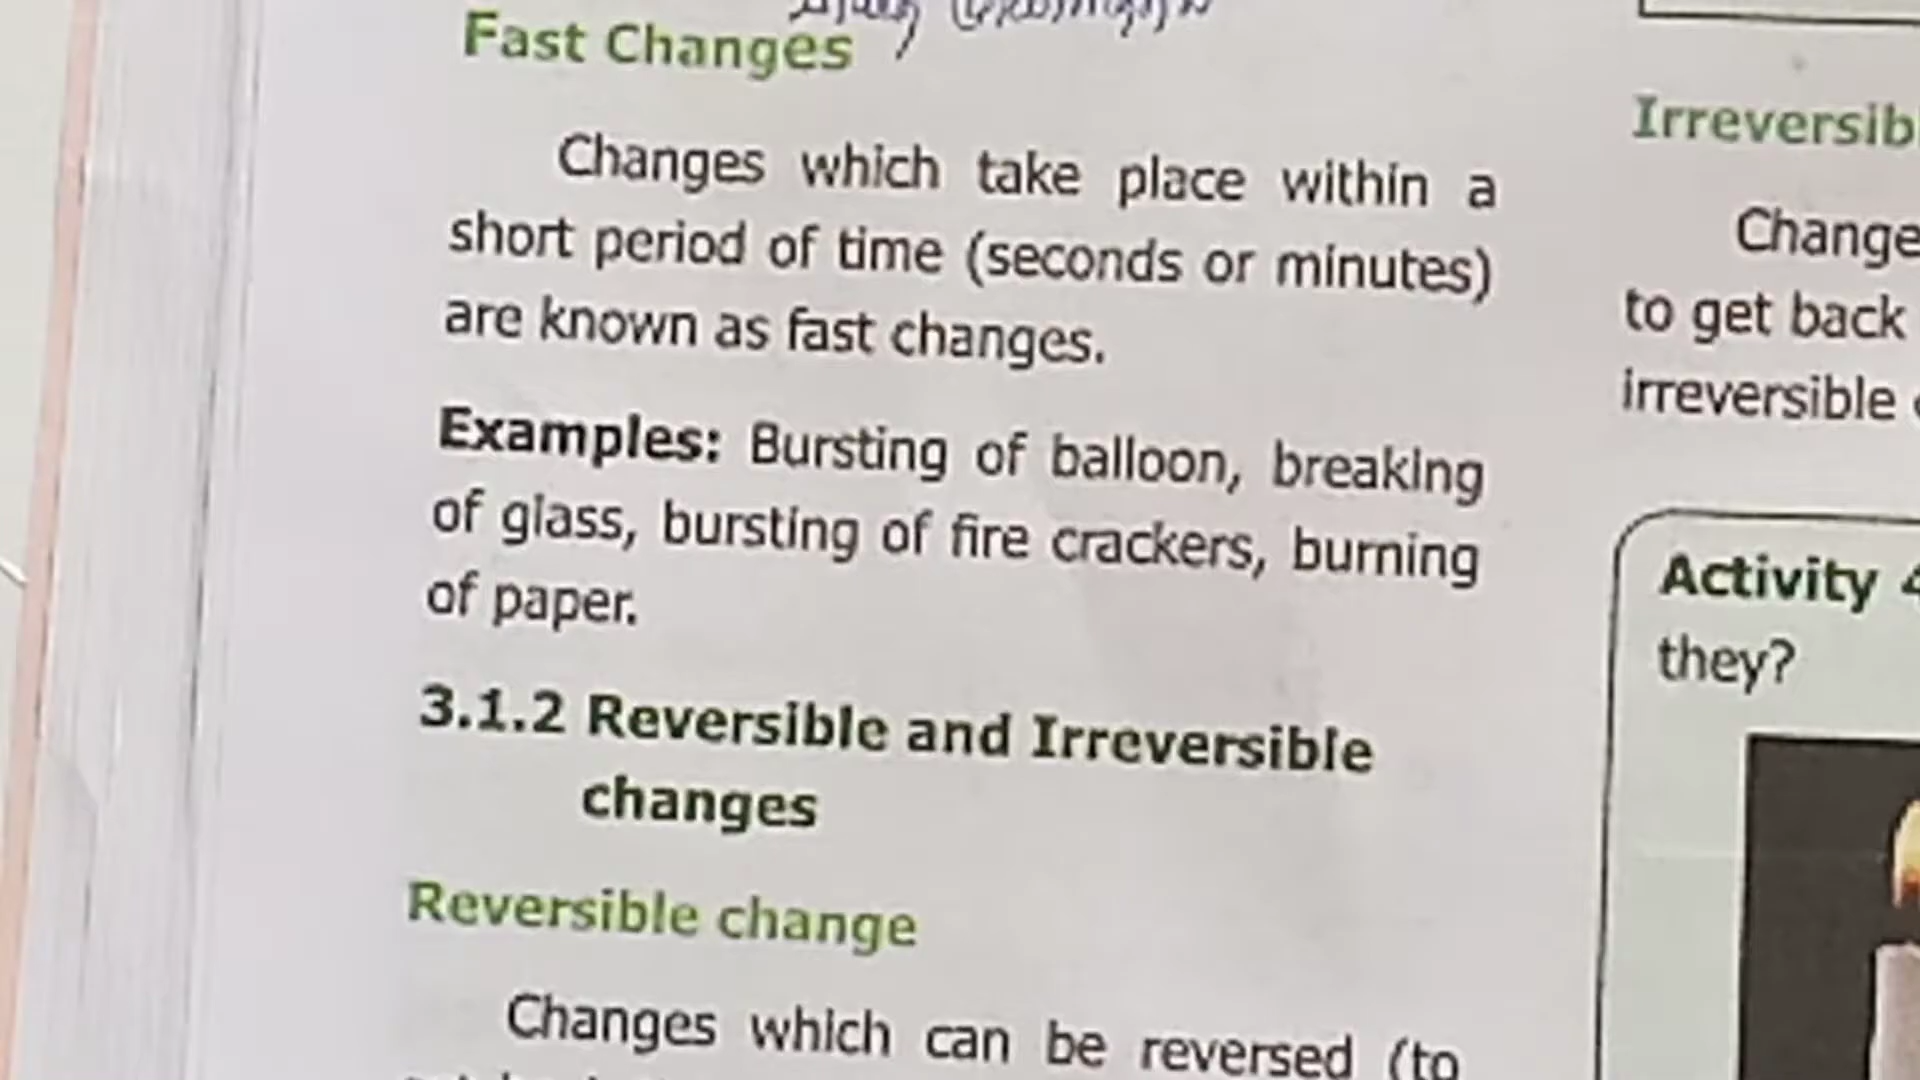 Fast Changes
Changes which take place within a
short period of time (seconds or minutes)
are known as fast changes.
Examples: Bursting of balloon, breaking
of glass, bursting of fire crackers, burning
of paper.
3.1.2 Reversible and Irreversible
changes
Reversible change
Changes which can be reversed (to
Irreversib
Change
to get back
irreversible
Activity 4
they?